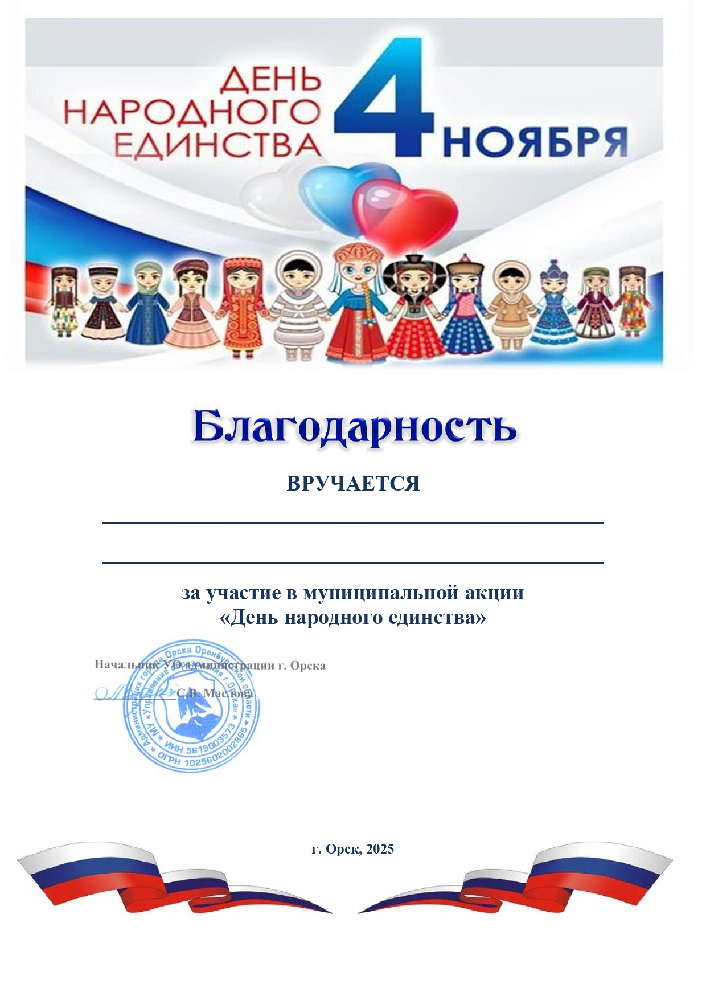 ДЕНЬ
НАРОДНОГО
ЕДИНСТВА
4 НОЯБРЯ
Благодарность
ВРУЧАЕТСЯ
за участие в муниципальной акции
«День народного единства»
Начальник УО администрации г. Орска
С.В. Маслова
Администрация города Орска Оренбургской области * ОГРН 1025602002865 *
МУ «Управление образования г.Орска» * ИНН 5615003573 *
г. Орск, 2025